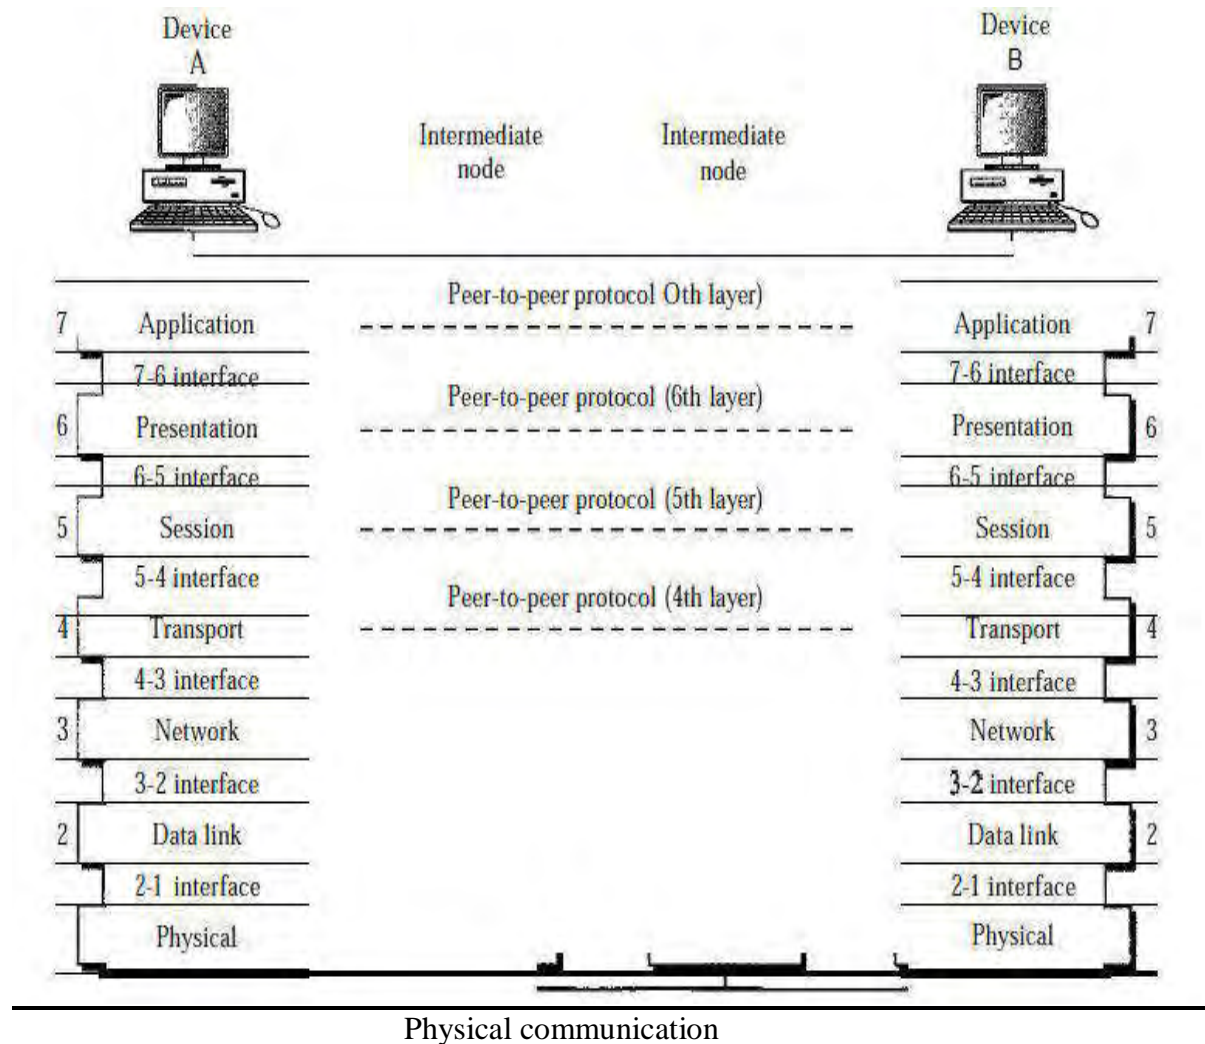 Device
A
Device
B
Intermediate
node
Intermediate
node
Peer-to-peer protocol Oth layer)
7 Application
Application 7
7-6 interface
7-6 interface
Peer-to-peer protocol (6th layer)
6 Presentation
Presentation 6
6-5 interface
6-5 interface
Peer-to-peer protocol (5th layer)
5 Session
Session 5
5-4 interface
5-4 interface
Peer-to-peer protocol (4th layer)
4 Transport
Transport 4
4-3 interface
4-3 interface
3 Network
Network 3
3-2 interface
3-2 interface
2 Data link
Data link 2
2-1 interface
2-1 interface
Physical
Physical
Physical communication